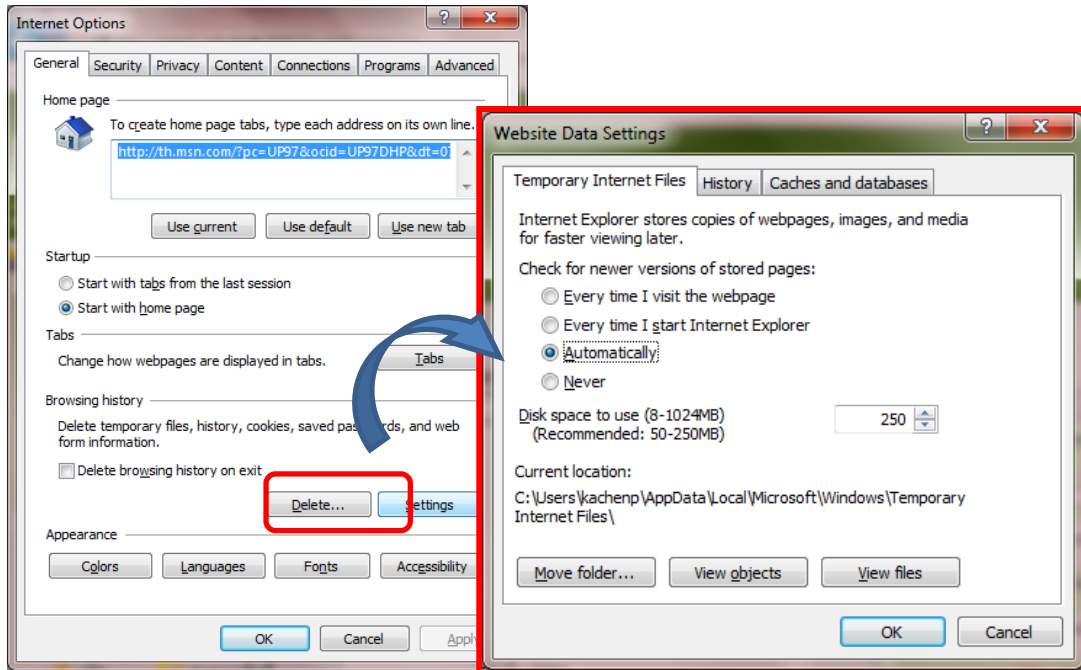 Internet Options
General Security Privacy Content Connections Programs Advanced
Home page
To create home page tabs, type each address on its own line.
http://th.msn.com/?pc=UP97&ocid=UP97DHP&dt=0
Use current Use default Use new tab
Startup
Start with tabs from the last session
Start with home page
Tabs
Change how webpages are displayed in tabs. Tabs
Browsing history
Delete temporary files, history, cookies, saved passwords, and web
form information.
Delete browsing history on exit
Delete... Settings
Appearance
Colors Languages Fonts Accessibility
OK Cancel Apply
Website Data Settings
Temporary Internet Files History Caches and databases
Internet Explorer stores copies of webpages, images, and media
for faster viewing later.
Check for newer versions of stored pages:
Every time I visit the webpage
Every time I start Internet Explorer
Automatically
Never
Disk space to use (8-1024MB) 250
(Recommended: 50-250MB)
Current location:
C:\Users\kachenp\AppData\Local\Microsoft\Windows\Temporary
Internet Files\
Move folder... View objects View files
OK Cancel